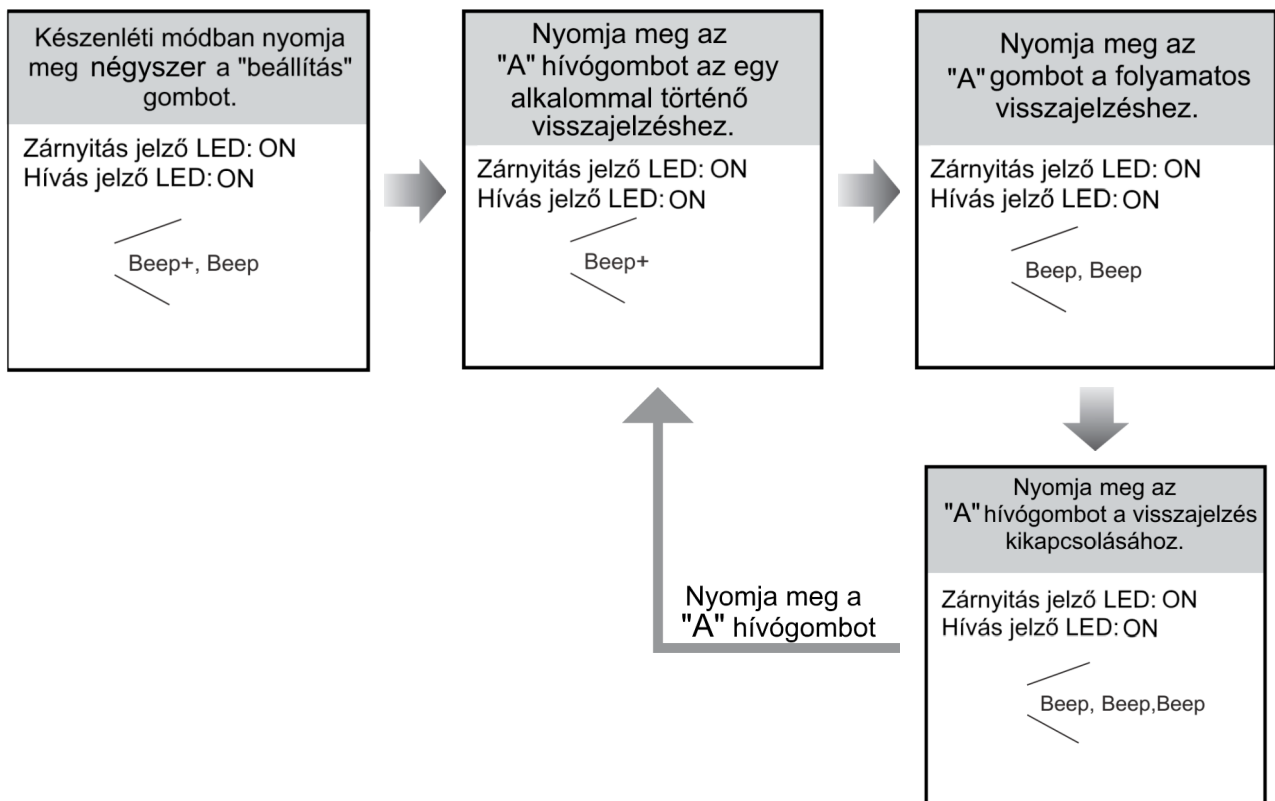 Készenléti módban nyomja
meg négyszer a "beállítás"
gombot.
Zárnyitás jelző LED: ON
Hívás jelző LED: ON
Beep+, Beep
Nyomja meg az
"A" hívógombot az egy
alkalommal történő
visszajelzéshez.
Zárnyitás jelző LED: ON
Hívás jelző LED: ON
Beep+
Nyomja meg az
"A" gombot a folyamatos
visszajelzéshez.
Zárnyitás jelző LED: ON
Hívás jelző LED: ON
Beep, Beep
Nyomja meg az
"A" hívógombot a visszajelzés
kikapcsolásához.
Zárnyitás jelző LED: ON
Hívás jelző LED: ON
Beep, Beep,Beep
Nyomja meg a
"A" hívógombot